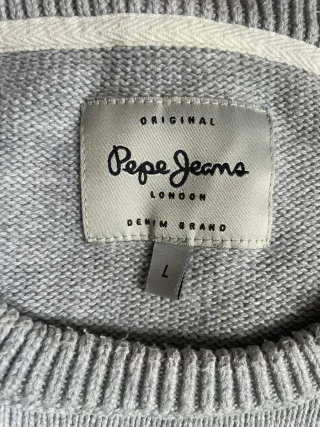 ORIGINAL
Pepe Jeans
LONDON
DENIM BRAND
L